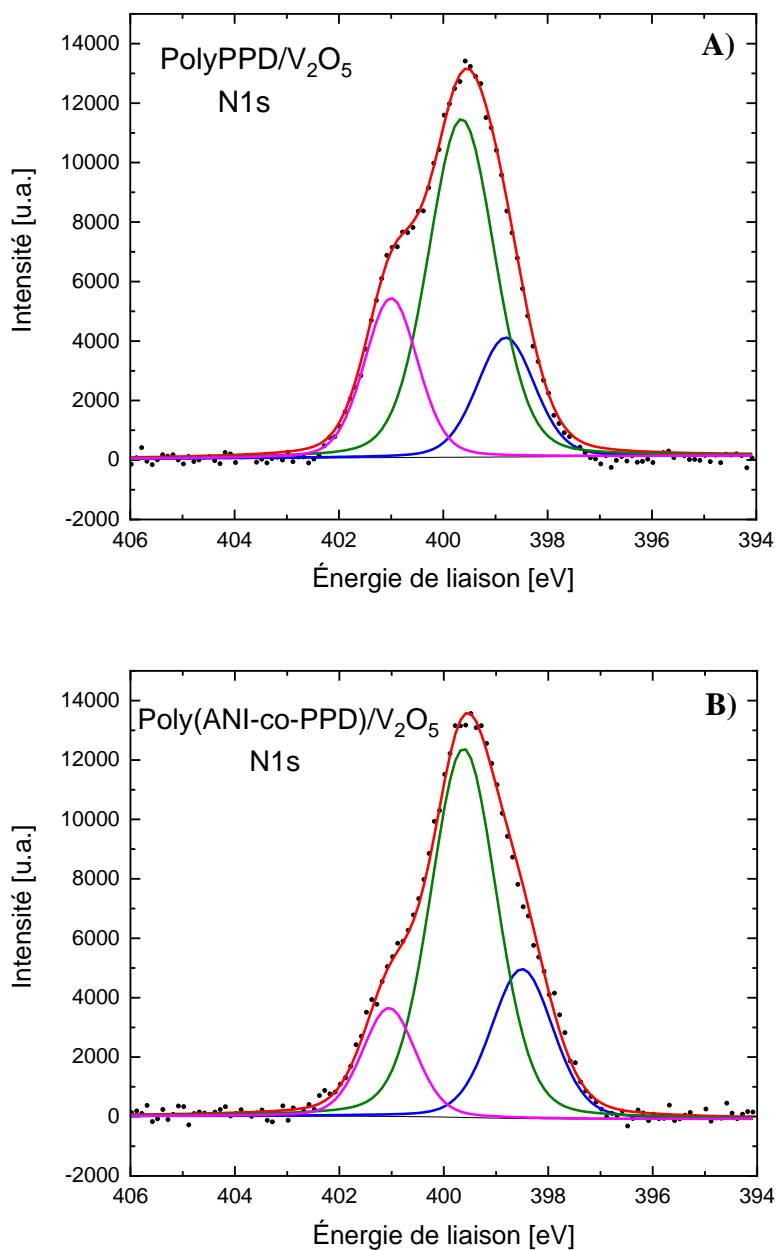 A)
PolyPPD/V₂O₅
N1s
14000
12000
10000
8000
6000
4000
2000
0
-2000
Intensité [u.a.]
406 404 402 400 398 396 394
Énergie de liaison [eV]
B)
Poly(ANI-co-PPD)/V₂O₅
N1s
14000
12000
10000
8000
6000
4000
2000
0
-2000
Intensité [u.a.]
406 404 402 400 398 396 394
Énergie de liaison [eV]